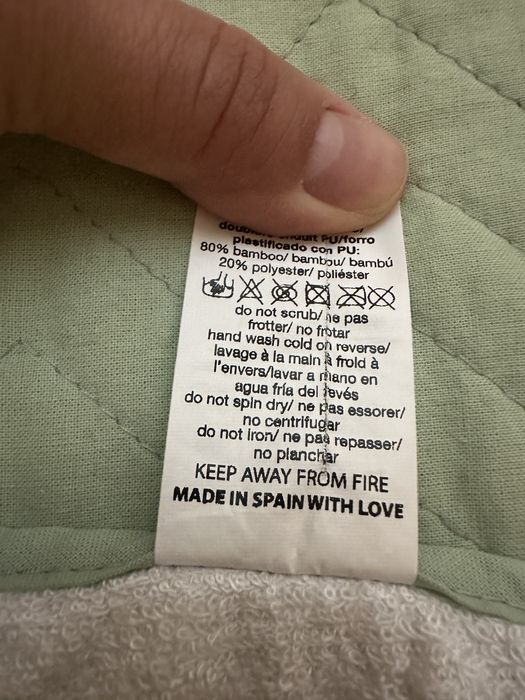 PU/forro
plastificado con PU:
80% bamboo/ bambou/ bambú
20% polyester/ poliéster
do not scrub/ ne pas
frotter/ no frotar
hand wash cold on reverse/
lavage à la main à froid à
l'envers/lavar a mano en
agua fría del revés
do not spin dry/ ne pas essorer/
no centrifugar
do not iron/ ne pas repasser/
no planchar
KEEP AWAY FROM FIRE
MADE IN SPAIN WITH LOVE